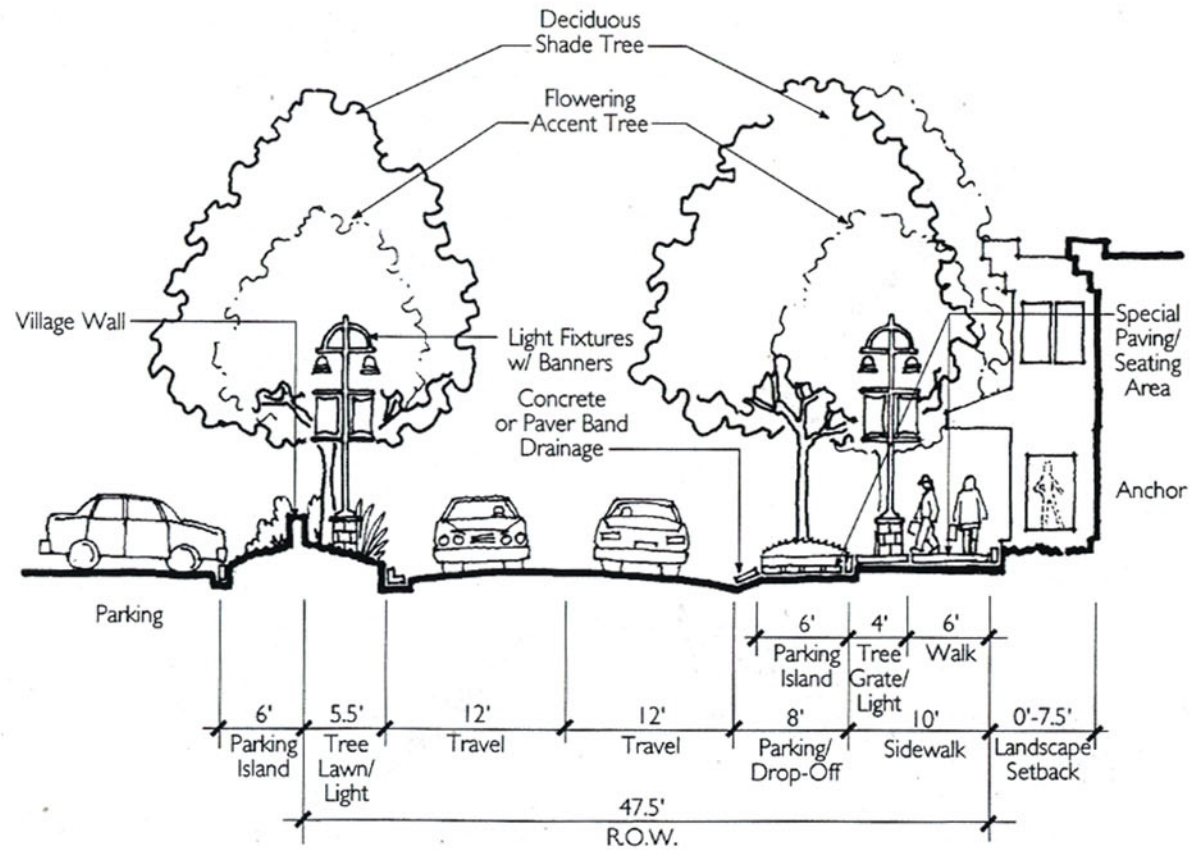 Deciduous
Shade Tree
Flowering
Accent Tree
Village Wall
Light Fixtures
w/ Banners
Concrete
or Paver Band
Drainage
Special
Paving/
Seating
Area
Anchor
Parking
6'
4'
6'
Parking
Island
Tree
Grate/
Light
Walk
6'
5.5'
12'
12'
8'
10'
0'-7.5'
Parking
Island
Tree
Lawn/
Light
Travel
Travel
Parking/
Drop-Off
Sidewalk
Landscape
Setback
47.5'
R.O.W.